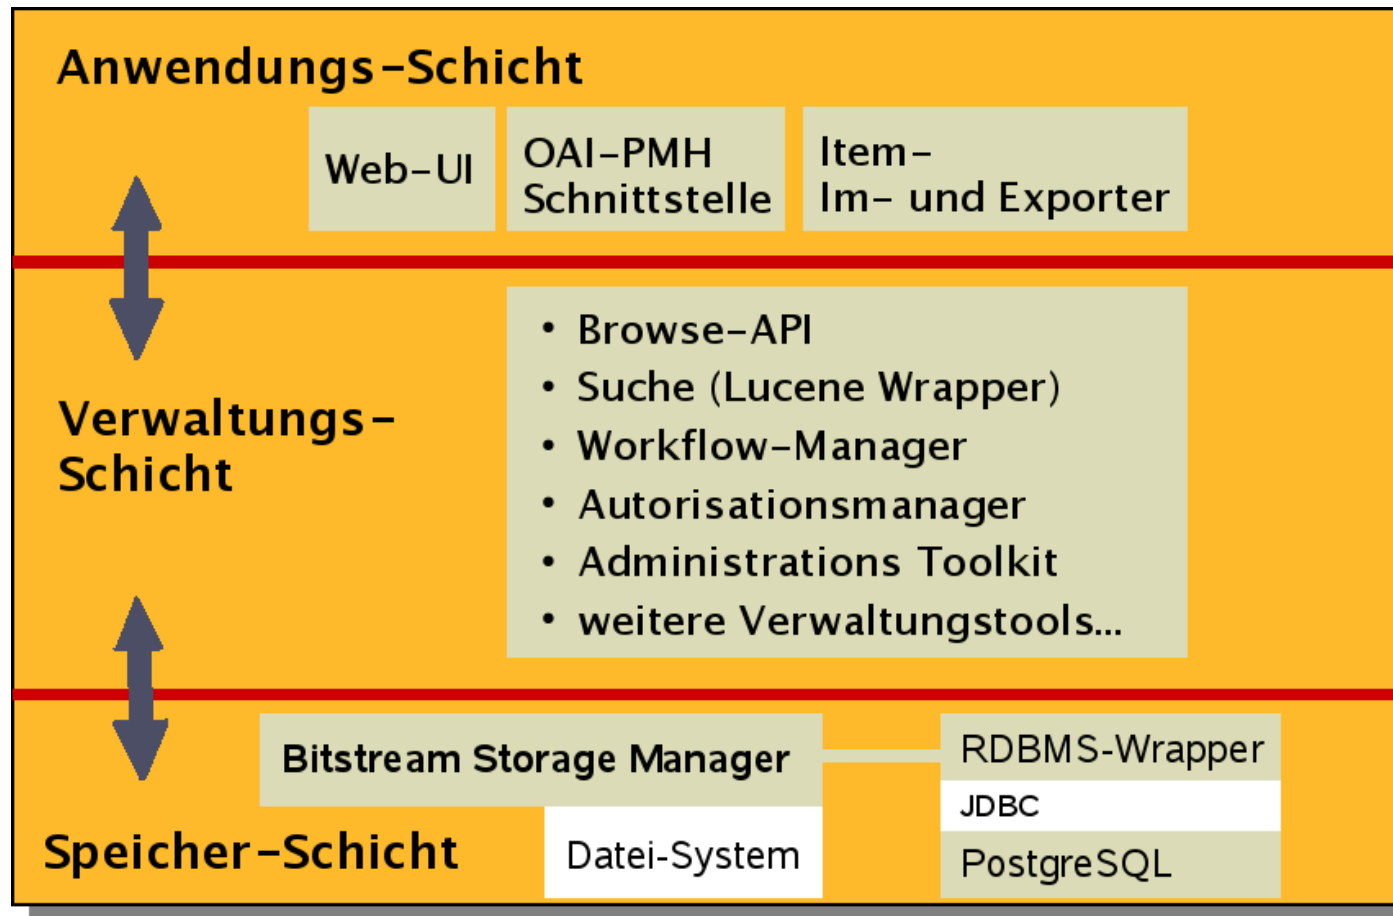 Anwendungs-Schicht
Web-UI
OAI-PMH
Schnittstelle
Item-
Im- und Exporter
Verwaltungs-
Schicht
• Browse-API
• Suche (Lucene Wrapper)
• Workflow-Manager
• Autorisationsmanager
• Administrations Toolkit
• weitere Verwaltungstools...
Bitstream Storage Manager
RDBMS-Wrapper
JDBC
Speicher-Schicht
Datei-System
PostgreSQL